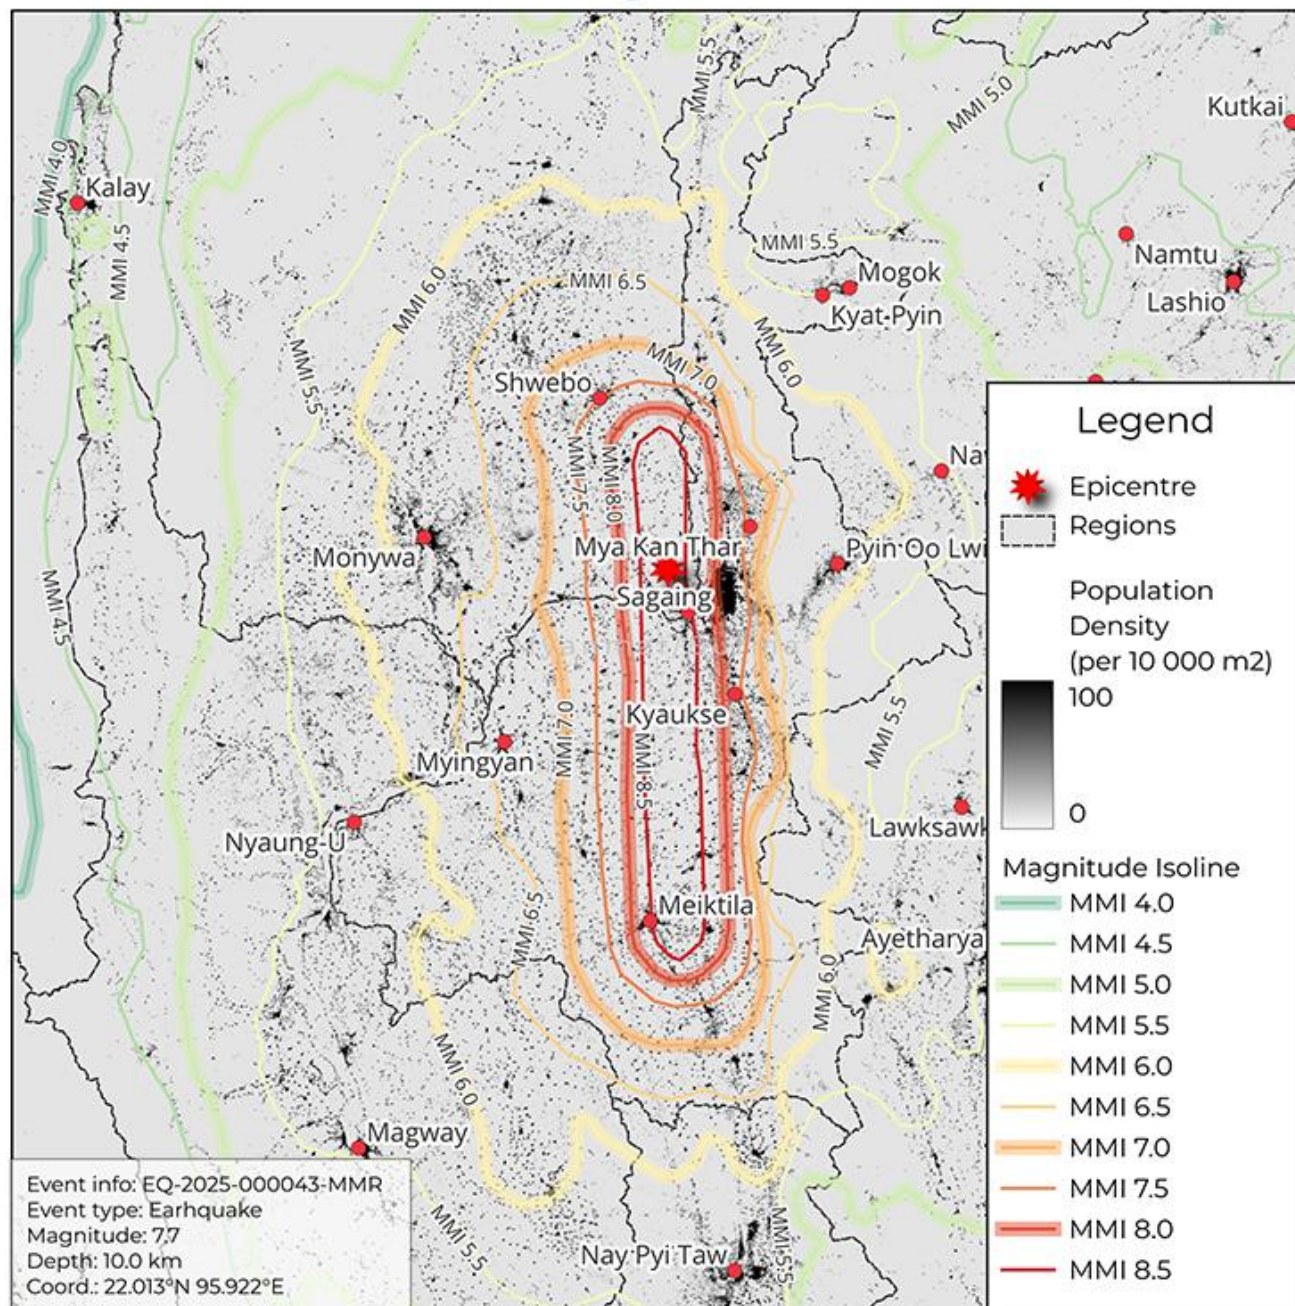 MMI 5.5
MMI 5.0
Kutkai
MMI 4.0
Kalay
MMI 4.5
MMI 5.5
Namtu
Mogok
Lashio
MMI 6.0
MMI 6.5
Kyat-Pyin
MMI 5.5
MMI 7.0
MMI 6.0
Shwebo
MMI 7.5
MMI 8.0
Na
Monywa
Mya Kan Thar
Pyin Oo Lwi
MMI 4.5
Sagaing
Kyaukse
MMI 7.0
MMI 5.5
Myingyan
MMI 8.5
Nyaung-U
Lawksawk
MMI 6.5
Meiktila
Ayetharya
MMI 6.0
MMI 6.0
Magway
MMI 5.5
Nay Pyi Taw
MMI 5.5
Event info: EQ-2025-000043-MMR
Event type: Earhquake
Magnitude: 7.7
Depth: 10.0 km
Coord.: 22.013°N 95.922°E
Legend
Epicentre
Regions
Population
Density
(per 10 000 m2)
100
0
Magnitude Isoline
MMI 4.0
MMI 4.5
MMI 5.0
MMI 5.5
MMI 6.0
MMI 6.5
MMI 7.0
MMI 7.5
MMI 8.0
MMI 8.5